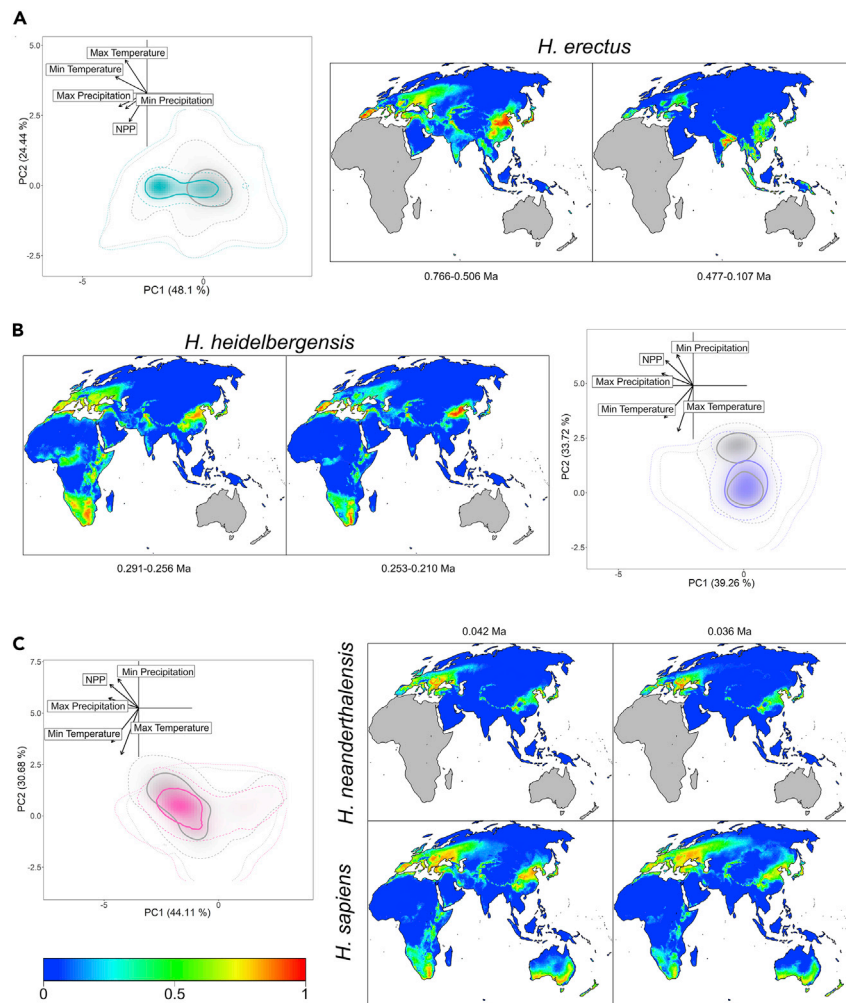 A
H. erectus
5.0
2.5
0.0
-2.5
PC2 (24.44 %)
Max Temperature
Min Temperature
Max Precipitation
Min Precipitation
NPP
-5
0
PC1 (48.1 %)
0.766-0.506 Ma
0.477-0.107 Ma
B
H. heidelbergensis
0.291-0.256 Ma
0.253-0.210 Ma
Min Precipitation
NPP
Max Precipitation
Min Temperature
Max Temperature
5.0
2.5
0.0
-2.5
PC2 (33.72 %)
-5
0
PC1 (39.26 %)
C
7.5
5.0
2.5
0.0
-2.5
PC2 (30.68 %)
Min Precipitation
NPP
Max Precipitation
Min Temperature
Max Temperature
-5
0
PC1 (44.11 %)
0.042 Ma
0.036 Ma
H. neanderthalensis
H. sapiens
0
0.5
1